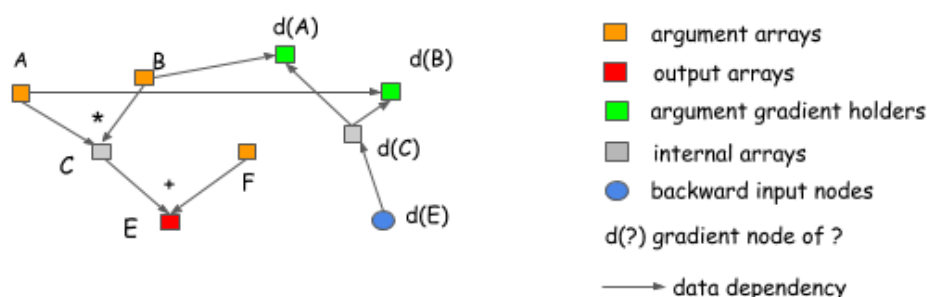 d(A)
A
B
d(B)
*
C
d(C)
+
F
E
d(E)
argument arrays
output arrays
argument gradient holders
internal arrays
backward input nodes
d(?) gradient node of ?
data dependency